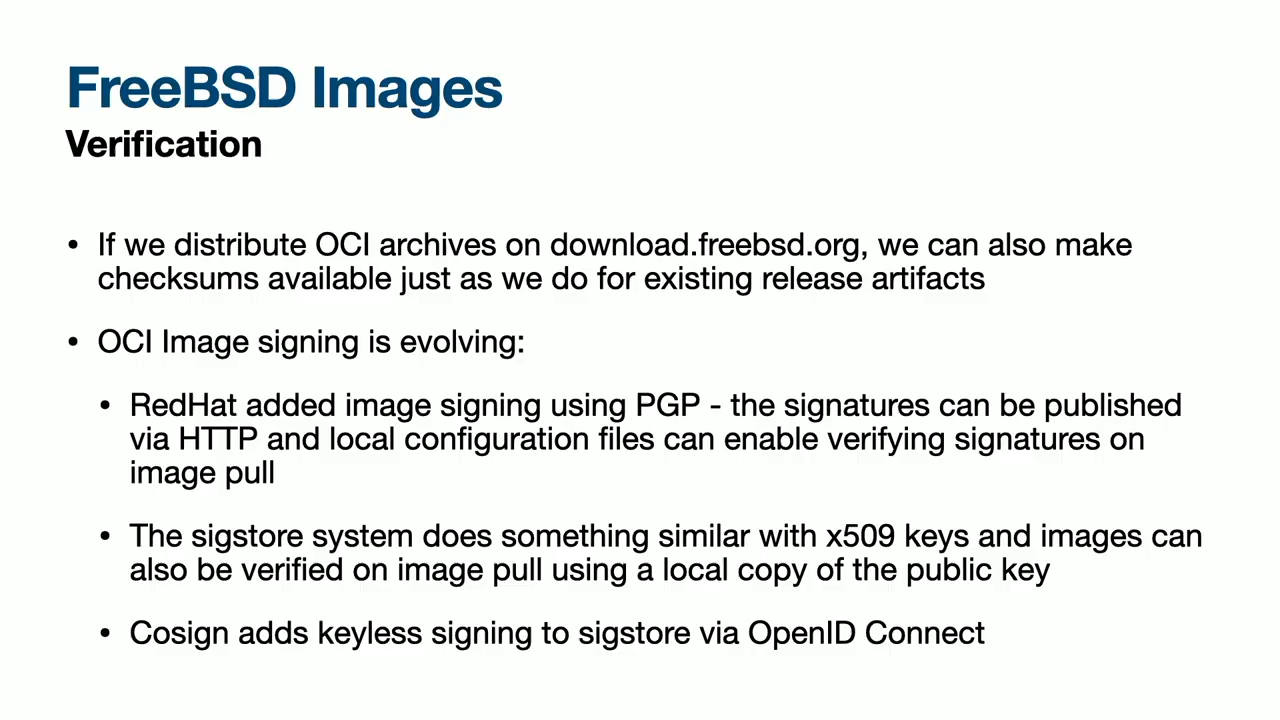 FreeBSD Images
Verification
• If we distribute OCI archives on download.freebsd.org, we can also make
checksums available just as we do for existing release artifacts
• OCI Image signing is evolving:
• RedHat added image signing using PGP - the signatures can be published
via HTTP and local configuration files can enable verifying signatures on
image pull
• The sigstore system does something similar with x509 keys and images can
also be verified on image pull using a local copy of the public key
• Cosign adds keyless signing to sigstore via OpenID Connect